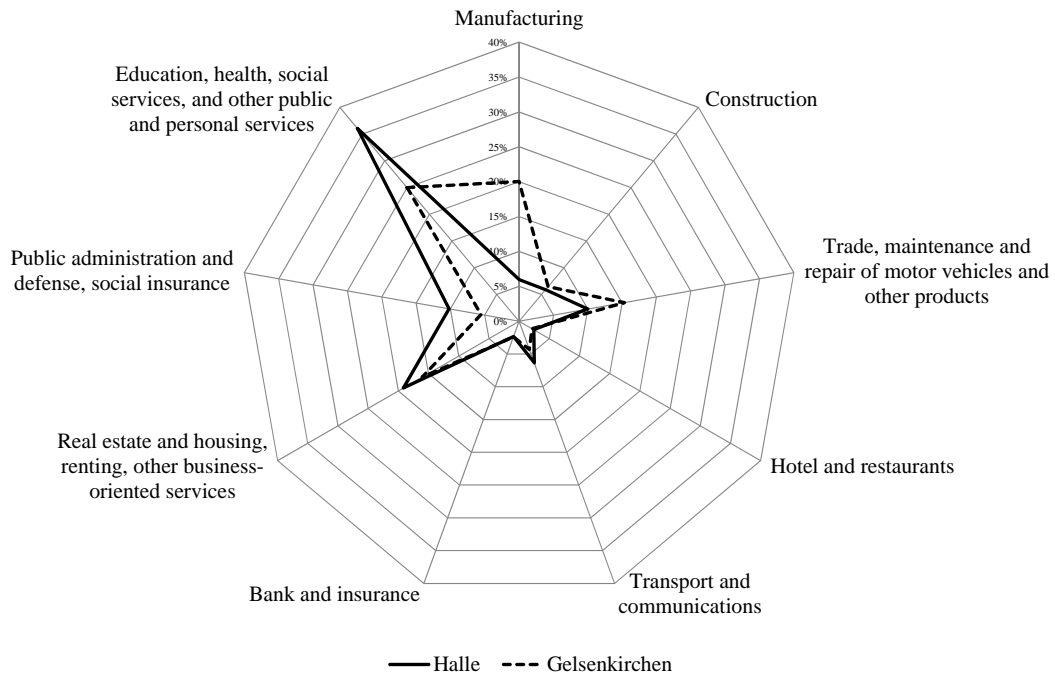 Manufacturing
40%
35%
30%
25%
20%
15%
10%
5%
0%
Construction
Trade, maintenance and
repair of motor vehicles and
other products
Hotel and restaurants
Transport and
communications
Bank and insurance
Real estate and housing,
renting, other business-
oriented services
Public administration and
defense, social insurance
Education, health, social
services, and other public
and personal services
Halle
Gelsenkirchen